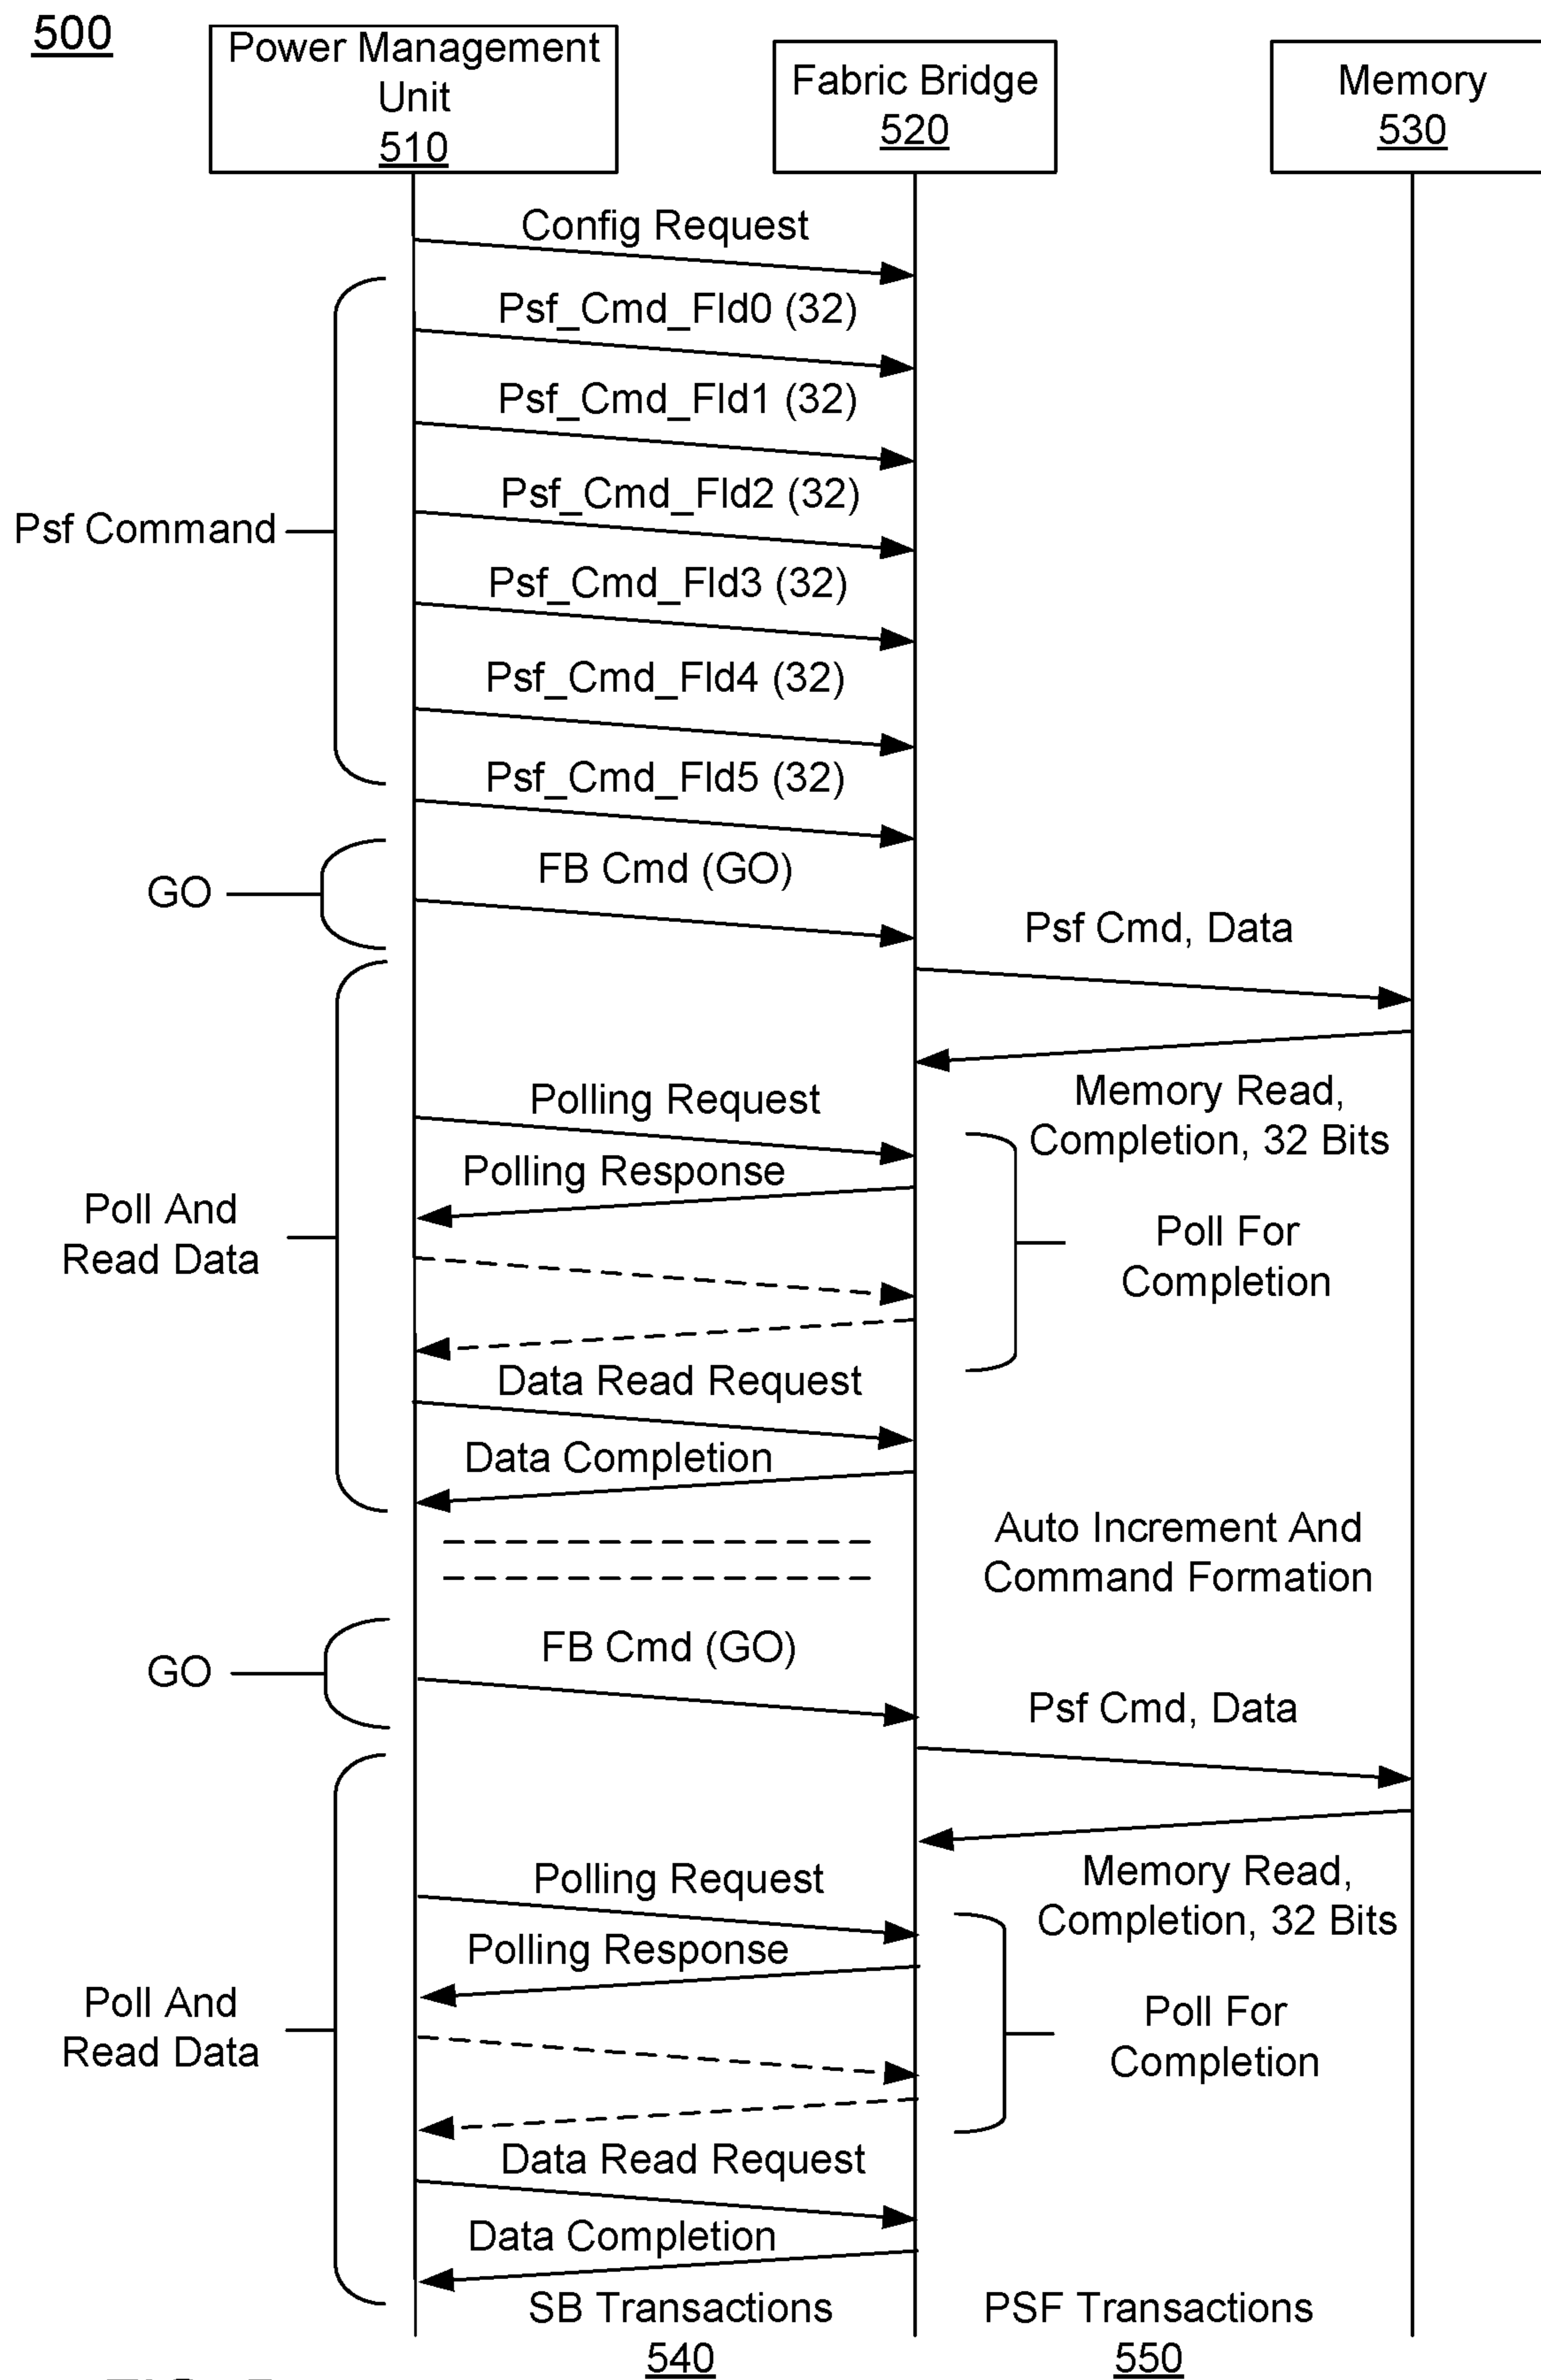 500
Power Management
Unit
510
Fabric Bridge
520
Memory
530
Config Request
Psf_Cmd_Fld0 (32)
Psf_Cmd_Fld1 (32)
Psf_Cmd_Fld2 (32)
Psf Command
Psf_Cmd_Fld3 (32)
Psf_Cmd_Fld4 (32)
Psf_Cmd_Fld5 (32)
FB Cmd (GO)
GO
Psf Cmd, Data
Memory Read,
Completion, 32 Bits
Polling Request
Polling Response
Poll And
Read Data
Poll For
Completion
Data Read Request
Data Completion
Auto Increment And
Command Formation
FB Cmd (GO)
GO
Psf Cmd, Data
Memory Read,
Completion, 32 Bits
Polling Request
Polling Response
Poll And
Read Data
Poll For
Completion
Data Read Request
Data Completion
SB Transactions
540
PSF Transactions
550